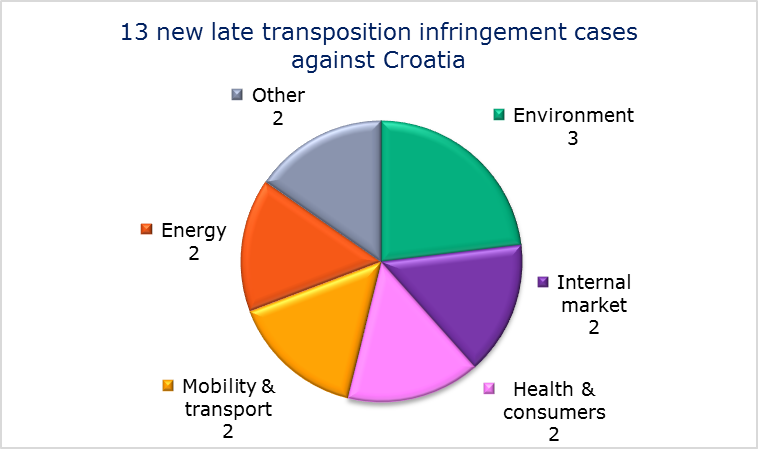 13 new late transposition infringement cases
against Croatia
Other
2
Environment
3
Energy
2
Internal
market
2
Mobility &
transport
2
Health &
consumers
2